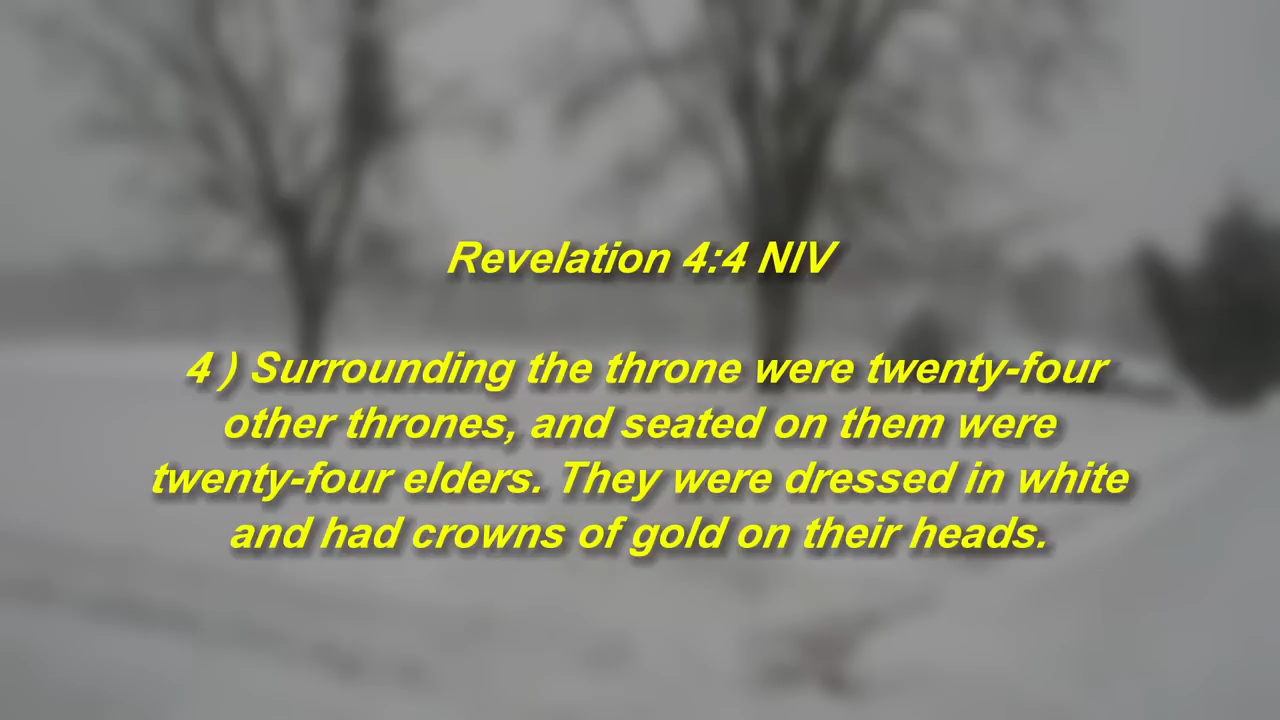 Revelation 4:4 NIV
4 ) Surrounding the throne were twenty-four
other thrones, and seated on them were
twenty-four elders. They were dressed in white
and had crowns of gold on their heads.